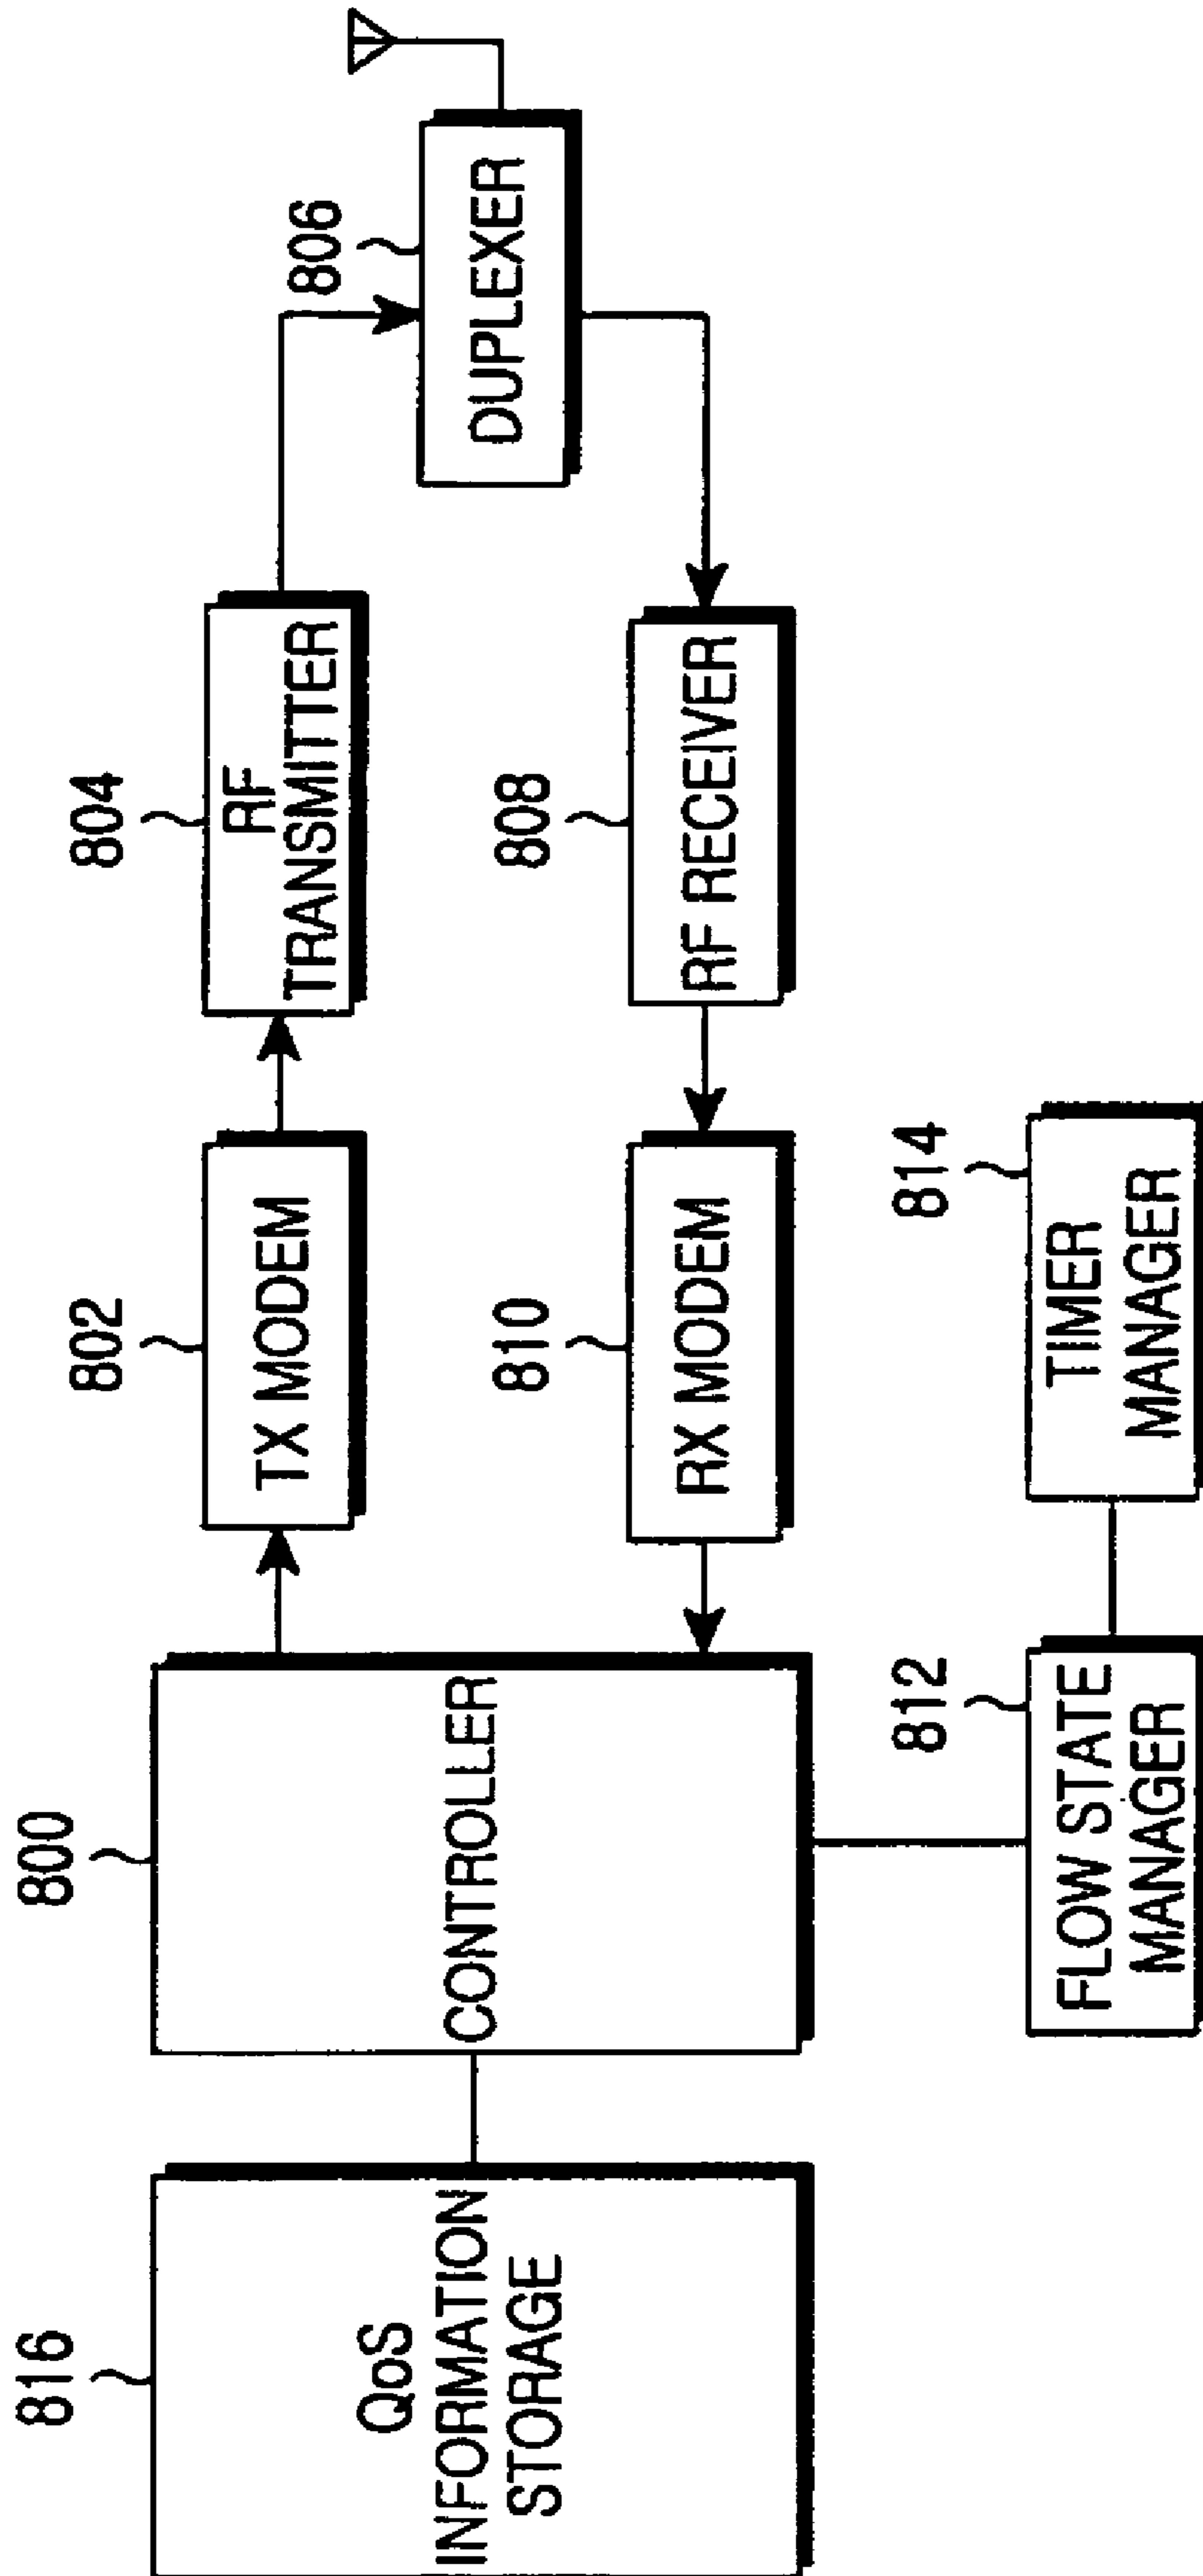 816
QoS
INFORMATION
STORAGE
800
CONTROLLER
802
TX MODEM
804
RF
TRANSMITTER
806
DUPLEXER
810
RX MODEM
808
RF RECEIVER
812
FLOW STATE
MANAGER
814
TIMER
MANAGER